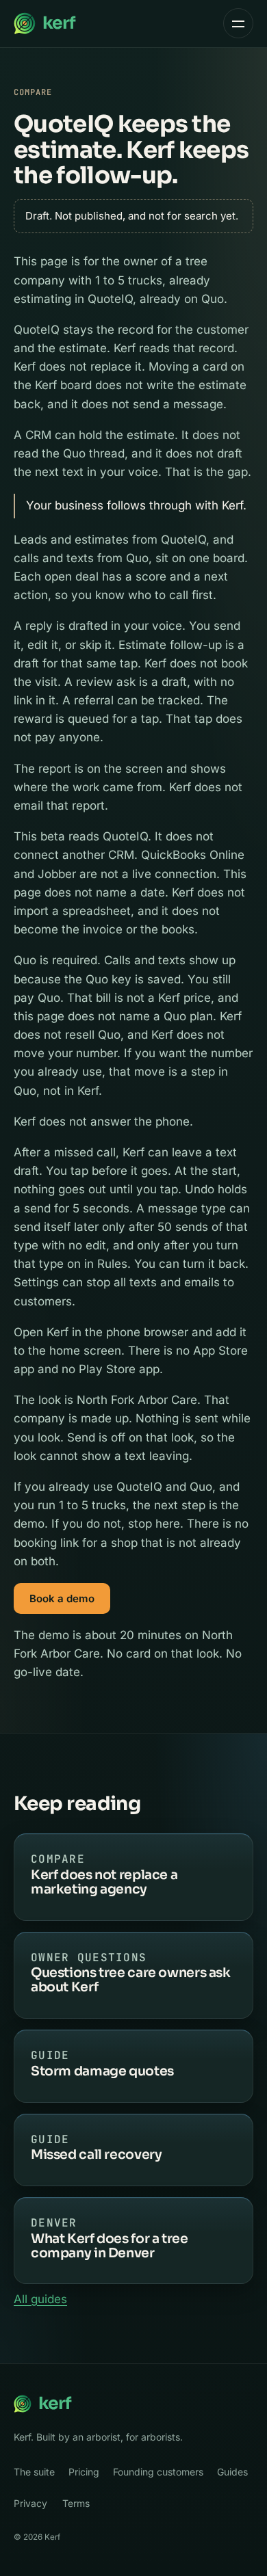 kerf
COMPARE
QuoteIQ keeps the
estimate. Kerf keeps
the follow-up.
Draft. Not published, and not for search yet.
This page is for the owner of a tree
company with 1 to 5 trucks, already
estimating in QuoteIQ, already on Quo.
QuoteIQ stays the record for the customer
and the estimate. Kerf reads that record.
Kerf does not replace it. Moving a card on
the Kerf board does not write the estimate
back, and it does not send a message.
A CRM can hold the estimate. It does not
read the Quo thread, and it does not draft
the next text in your voice. That is the gap.
Your business follows through with Kerf.
Leads and estimates from QuoteIQ, and
calls and texts from Quo, sit on one board.
Each open deal has a score and a next
action, so you know who to call first.
A reply is drafted in your voice. You send
it, edit it, or skip it. Estimate follow-up is a
draft for that same tap. Kerf does not book
the visit. A review ask is a draft, with no
link in it. A referral can be tracked. The
reward is queued for a tap. That tap does
not pay anyone.
The report is on the screen and shows
where the work came from. Kerf does not
email that report.
This beta reads QuoteIQ. It does not
connect another CRM. QuickBooks Online
and Jobber are not a live connection. This
page does not name a date. Kerf does not
import a spreadsheet, and it does not
become the invoice or the books.
Quo is required. Calls and texts show up
because the Quo key is saved. You still
pay Quo. That bill is not a Kerf price, and
this page does not name a Quo plan. Kerf
does not resell Quo, and Kerf does not
move your number. If you want the number
you already use, that move is a step in
Quo, not in Kerf.
Kerf does not answer the phone.
After a missed call, Kerf can leave a text
draft. You tap before it goes. At the start,
nothing goes out until you tap. Undo holds
a send for 5 seconds. A message type can
send itself later only after 50 sends of that
type with no edit, and only after you turn
that type on in Rules. You can turn it back.
Settings can stop all texts and emails to
customers.
Open Kerf in the phone browser and add it
to the home screen. There is no App Store
app and no Play Store app.
The look is North Fork Arbor Care. That
company is made up. Nothing is sent while
you look. Send is off on that look, so the
look cannot show a text leaving.
If you already use QuoteIQ and Quo, and
you run 1 to 5 trucks, the next step is the
demo. If you do not, stop here. There is no
booking link for a shop that is not already
on both.
Book a demo
The demo is about 20 minutes on North
Fork Arbor Care. No card on that look. No
go-live date.
Keep reading
COMPARE
Kerf does not replace a
marketing agency
OWNER QUESTIONS
Questions tree care owners ask
about Kerf
GUIDE
Storm damage quotes
GUIDE
Missed call recovery
DENVER
What Kerf does for a tree
company in Denver
All guides
kerf
Kerf. Built by an arborist, for arborists.
The suite Pricing Founding customers Guides
Privacy Terms
© 2026 Kerf